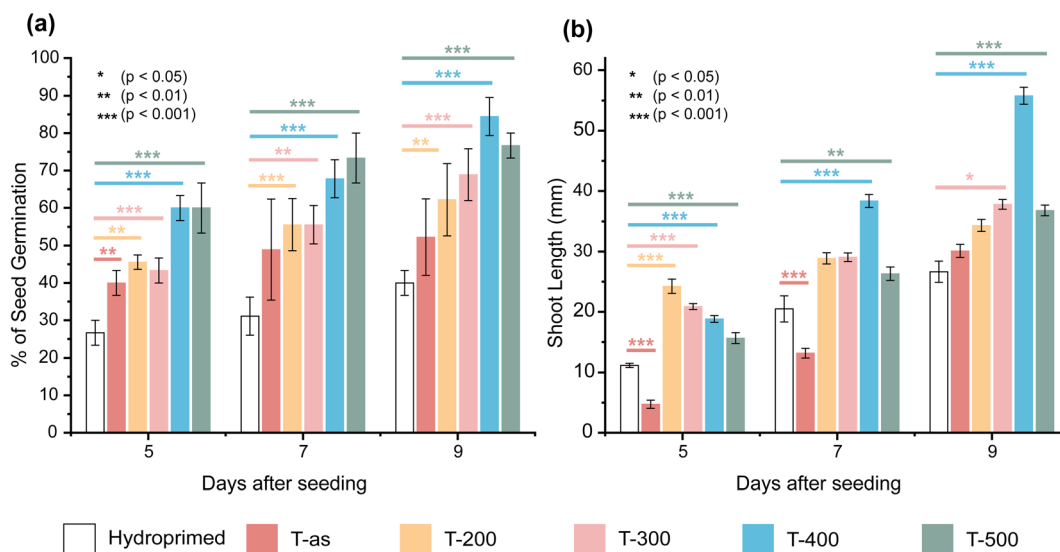 (a)
100
90
80
70
60
50
40
30
20
10
0
% of Seed Germination
* (p < 0.05)
** (p < 0.01)
*** (p < 0.001)
** ** *** *** ***
*** ** *** ***
** *** *** ***
5 7 9
Days after seeding
(b)
60
50
40
30
20
10
0
Shoot Length (mm)
* (p < 0.05)
** (p < 0.01)
*** (p < 0.001)
*** *** *** *** ***
*** *** **
* *** ***
5 7 9
Days after seeding
Hydroprimed T-as T-200 T-300 T-400 T-500